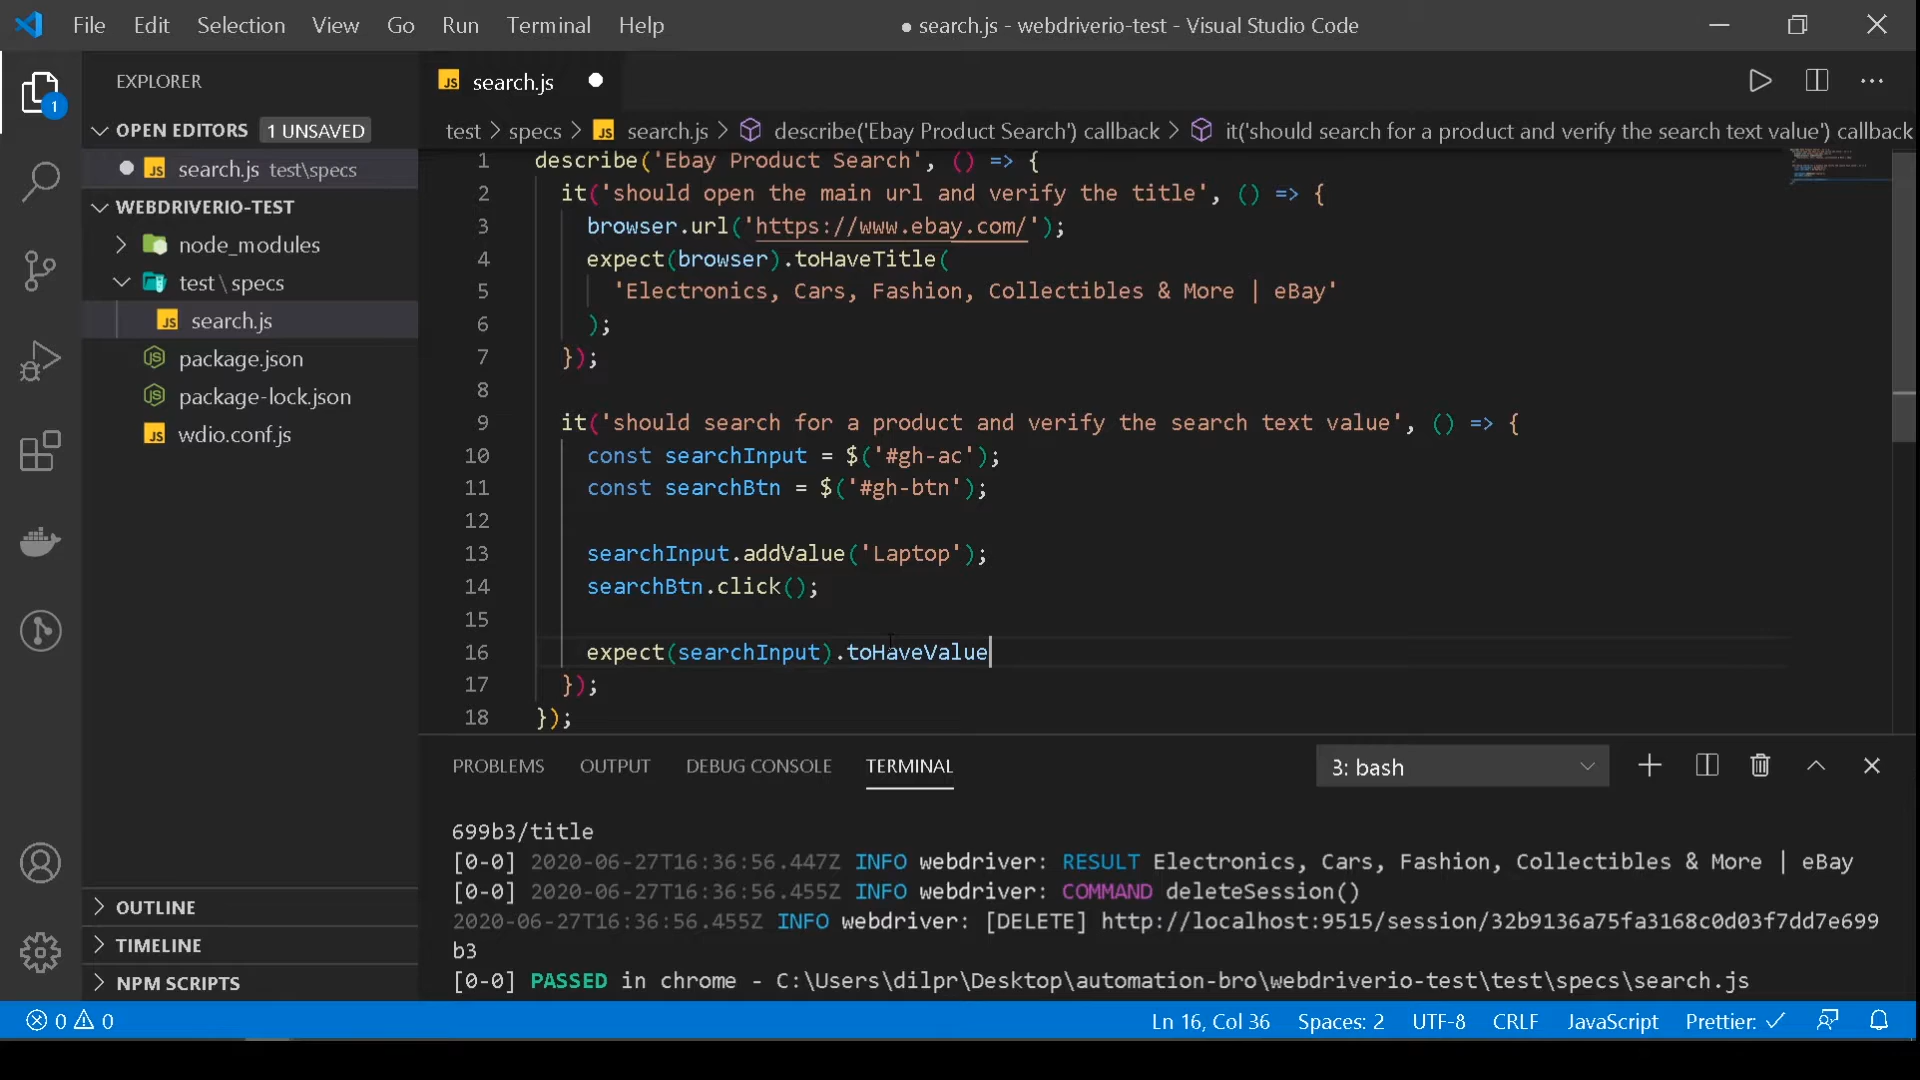 File Edit Selection View Go Run Terminal Help
● search.js - webdriverio-test - Visual Studio Code
EXPLORER
1
OPEN EDITORS 1 UNSAVED
JS search.js test\specs
WEBDRIVERIO-TEST
node_modules
test \ specs
JS search.js
JS package.json
JS package-lock.json
JS wdio.conf.js
OUTLINE
TIMELINE
NPM SCRIPTS
JS search.js
test > specs > JS search.js > describe('Ebay Product Search') callback > it('should search for a product and verify the search text value') callback
1 describe('Ebay Product Search', () => {
2 it('should open the main url and verify the title', () => {
3 browser.url('https://www.ebay.com/');
4 expect(browser).toHaveTitle(
5 'Electronics, Cars, Fashion, Collectibles & More | eBay'
6 );
7 });
8
9 it('should search for a product and verify the search text value', () => {
10 const searchInput = $('#gh-ac');
11 const searchBtn = $('#gh-btn');
12
13 searchInput.addValue('Laptop');
14 searchBtn.click();
15
16 expect(searchInput).toHaveValue
17 });
18 });
PROBLEMS OUTPUT DEBUG CONSOLE TERMINAL 3: bash
699b3/title
[0-0] 2020-06-27T16:36:56.447Z INFO webdriver: RESULT Electronics, Cars, Fashion, Collectibles & More | eBay
[0-0] 2020-06-27T16:36:56.455Z INFO webdriver: COMMAND deleteSession()
2020-06-27T16:36:56.455Z INFO webdriver: [DELETE] http://localhost:9515/session/32b9136a75fa3168c0d03f7dd7e699
b3
[0-0] PASSED in chrome - C:\Users\dilpr\Desktop\automation-bro\webdriverio-test\test\specs\search.js
0 0 Ln 16, Col 36 Spaces: 2 UTF-8 CRLF JavaScript Prettier: ✓